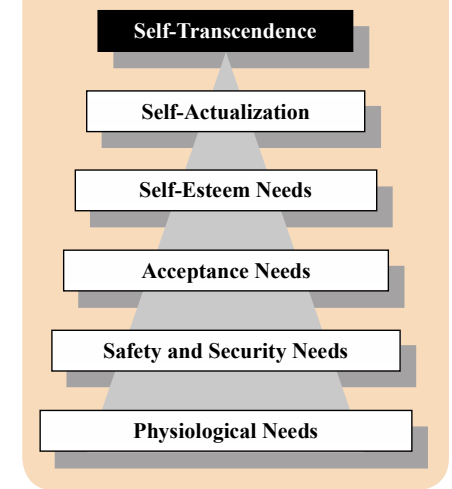 Self-Transcendence
Self-Actualization
Self-Esteem Needs
Acceptance Needs
Safety and Security Needs
Physiological Needs